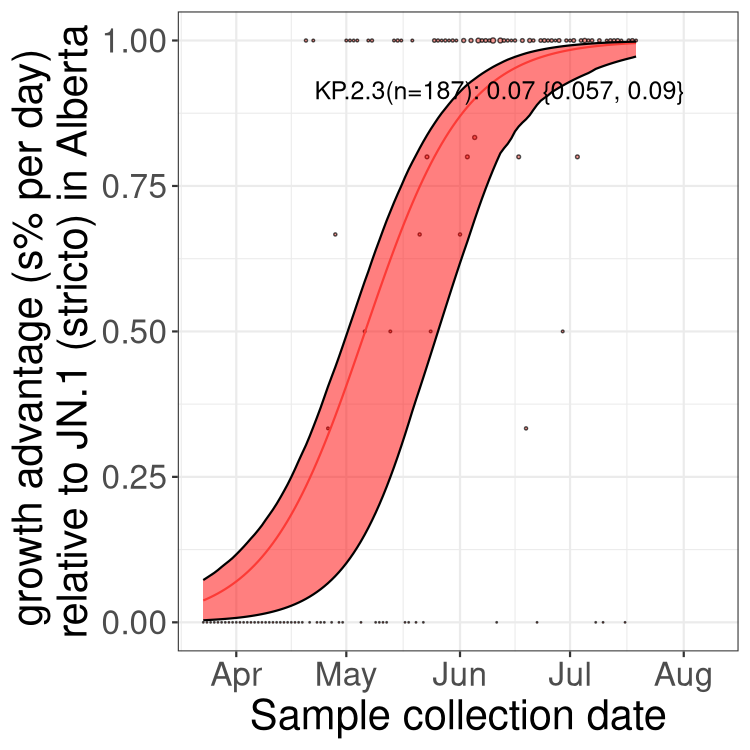 growth advantage (s% per day)
relative to JN.1 (stricto) in Alberta
1.00
0.75
0.50
0.25
0.00
KP.2.3(n=187): 0.07 {0.057, 0.09}
Apr May Jun Jul Aug
Sample collection date